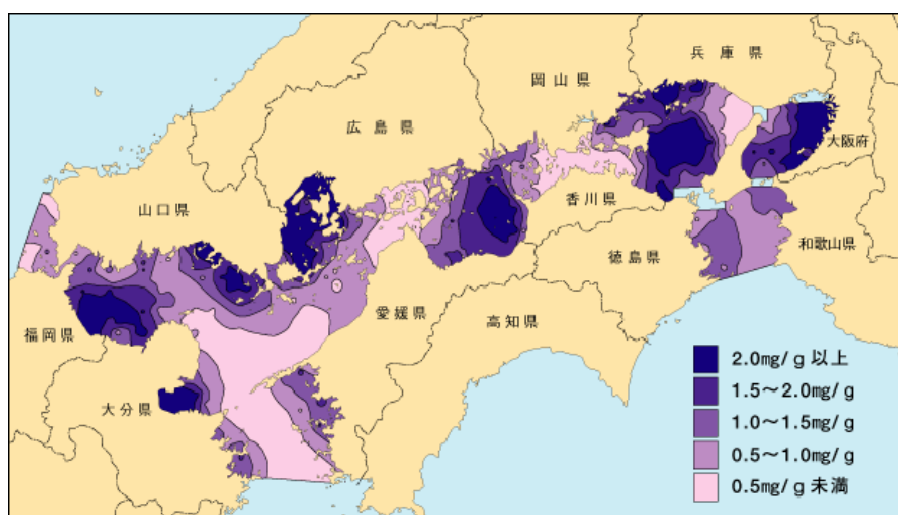 兵庫県
岡山県
広島県
大阪府
山口県
香川県
和歌山県
徳島県
愛媛県
高知県
福岡県
大分県
2.0mg/g以上
1.5～2.0mg/g
1.0～1.5mg/g
0.5～1.0mg/g
0.5mg/g未満